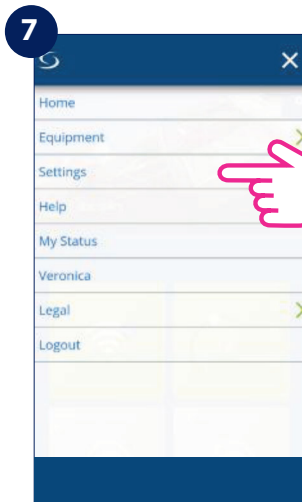 7
Home
Equipment
Settings
Help
My Status
Veronica
Legal
Logout